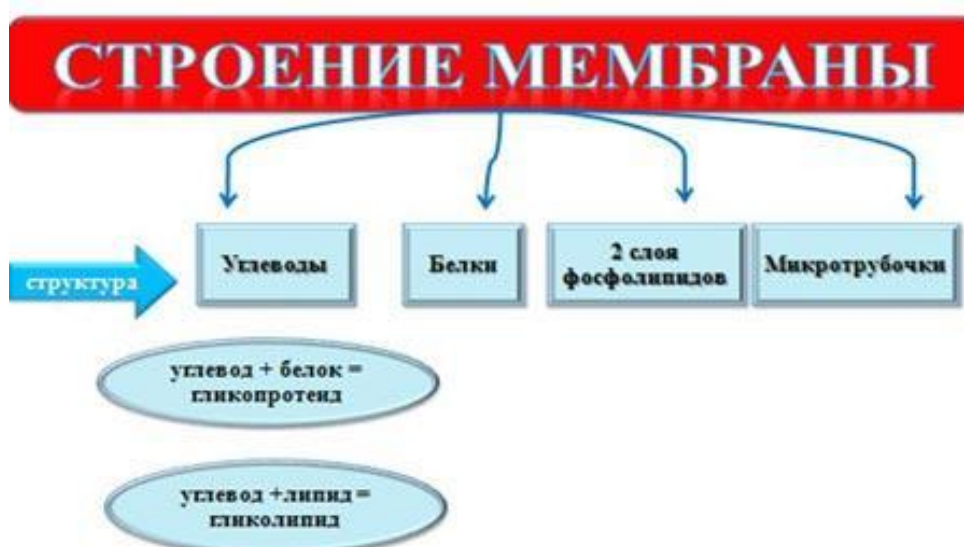 СТРОЕНИЕ МЕМБРАНЫ
структура
Углеводы
Белки
2 слоя
фосфолипидов
Микротрубочки
углевод + белок =
гликопротеид
углевод +липид =
гликолипид